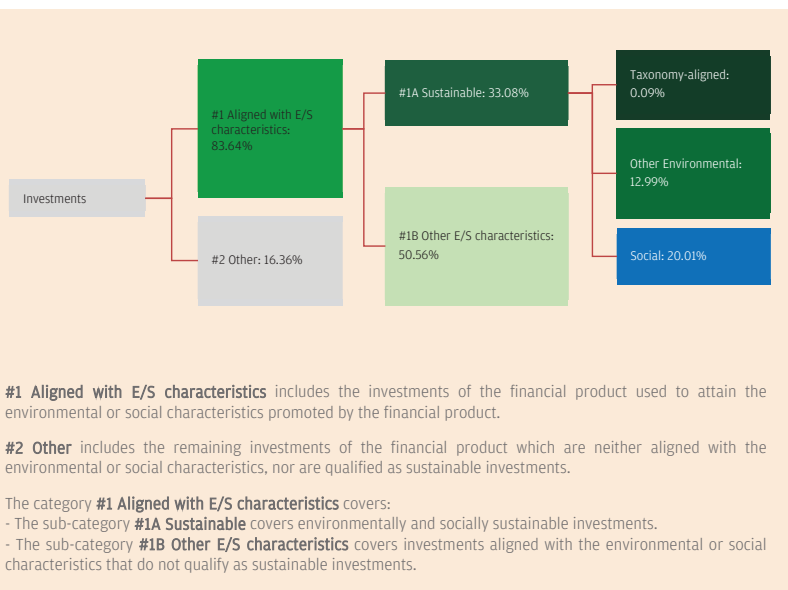 Investments
#1 Aligned with E/S
characteristics:
83.64%
#2 Other: 16.36%
#1A Sustainable: 33.08%
#1B Other E/S characteristics:
50.56%
Taxonomy-aligned:
0.09%
Other Environmental:
12.99%
Social: 20.01%
#1 Aligned with E/S characteristics includes the investments of the financial product used to attain the
environmental or social characteristics promoted by the financial product.
#2 Other includes the remaining investments of the financial product which are neither aligned with the
environmental or social characteristics, nor are qualified as sustainable investments.
The category #1 Aligned with E/S characteristics covers:
- The sub-category #1A Sustainable covers environmentally and socially sustainable investments.
- The sub-category #1B Other E/S characteristics covers investments aligned with the environmental or social
characteristics that do not qualify as sustainable investments.